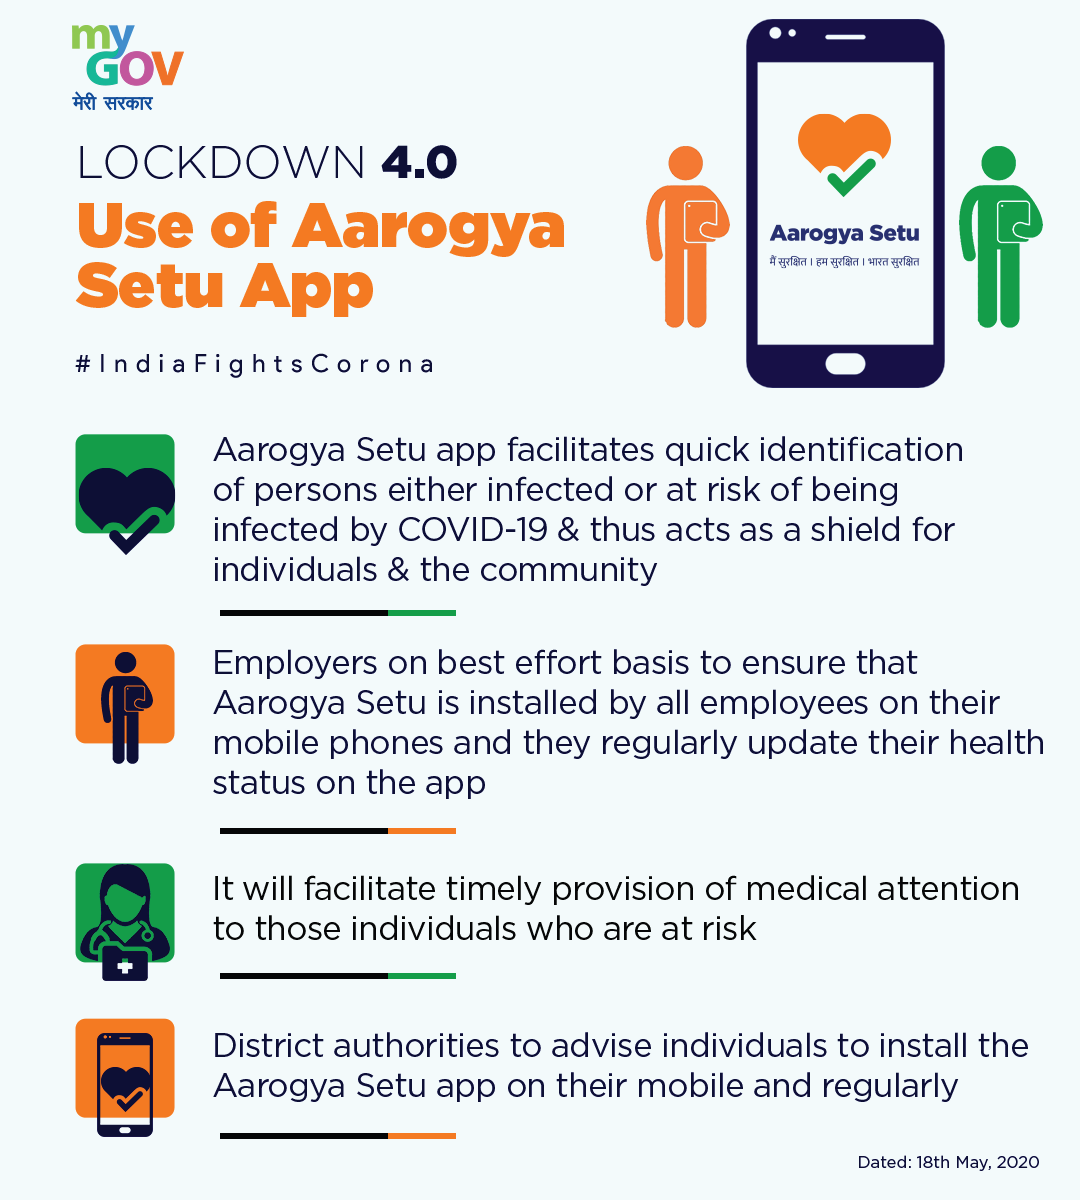 my
GOV
मेरी सरकार
LOCKDOWN 4.0
Use of Aarogya
Setu App
#IndiaFightsCorona
Aarogya Setu
मैं सुरक्षित । हम सुरक्षित । भारत सुरक्षित
Aarogya Setu app facilitates quick identification
of persons either infected or at risk of being
infected by COVID-19 & thus acts as a shield for
individuals & the community
Employers on best effort basis to ensure that
Aarogya Setu is installed by all employees on their
mobile phones and they regularly update their health
status on the app
It will facilitate timely provision of medical attention
to those individuals who are at risk
District authorities to advise individuals to install the
Aarogya Setu app on their mobile and regularly
Dated: 18th May, 2020